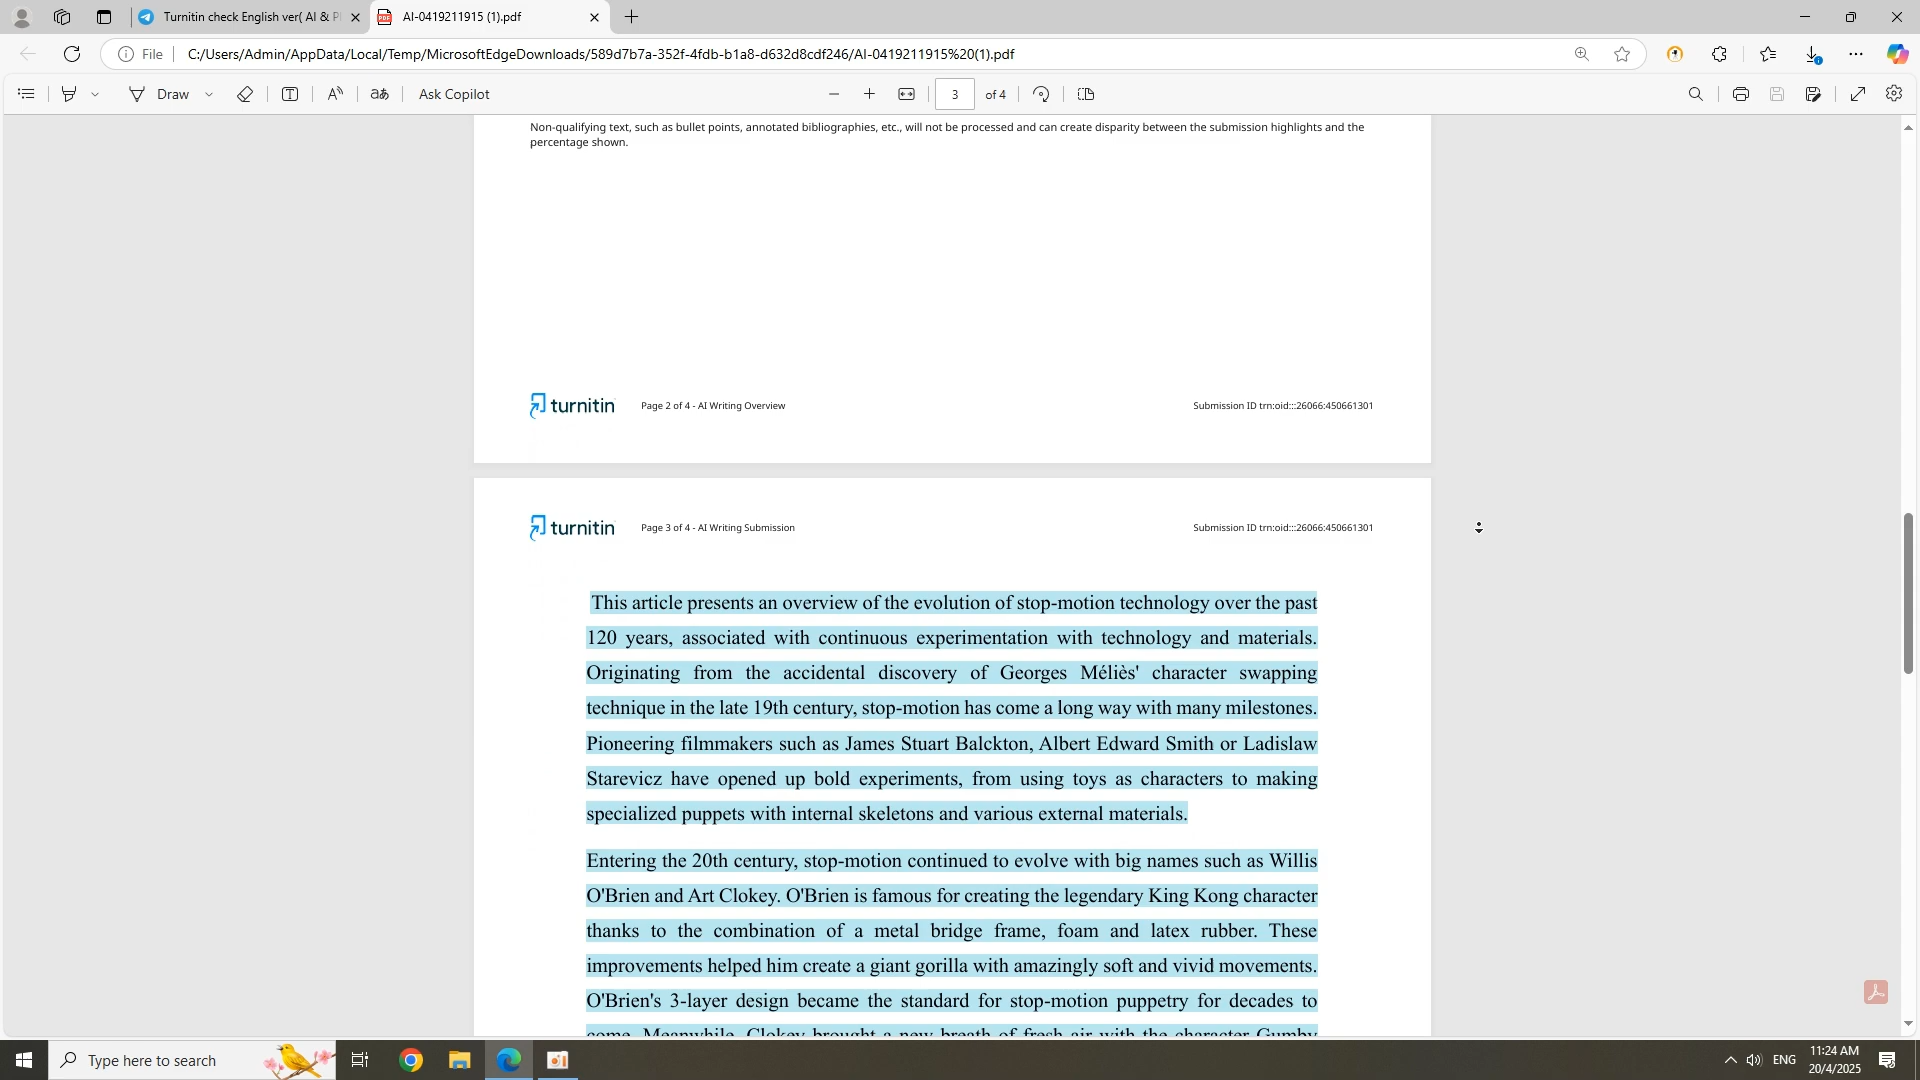 Turnitin check English ver( AI & P
AI-0419211915 (1).pdf
File
C:/Users/Admin/AppData/Local/Temp/MicrosoftEdgeDownloads/589d7b7a-352f-4fdb-b1a8-d632d8cdf246/AI-0419211915%20(1).pdf
Draw
Ask Copilot
3
of 4
Non-qualifying text, such as bullet points, annotated bibliographies, etc., will not be processed and can create disparity between the submission highlights and the
percentage shown.
turnitin
Page 2 of 4 - AI Writing Overview
Submission ID trn:oid:::26066:450661301
turnitin
Page 3 of 4 - AI Writing Submission
Submission ID trn:oid:::26066:450661301
This article presents an overview of the evolution of stop-motion technology over the past
120 years, associated with continuous experimentation with technology and materials.
Originating from the accidental discovery of Georges Méliès' character swapping
technique in the late 19th century, stop-motion has come a long way with many milestones.
Pioneering filmmakers such as James Stuart Balckton, Albert Edward Smith or Ladislaw
Starevicz have opened up bold experiments, from using toys as characters to making
specialized puppets with internal skeletons and various external materials.
Entering the 20th century, stop-motion continued to evolve with big names such as Willis
O'Brien and Art Clokey. O'Brien is famous for creating the legendary King Kong character
thanks to the combination of a metal bridge frame, foam and latex rubber. These
improvements helped him create a giant gorilla with amazingly soft and vivid movements.
O'Brien's 3-layer design became the standard for stop-motion puppetry for decades to
come. Meanwhile, Clokey brought a new breath of fresh air with the character Gumby
Type here to search
ENG
11:24 AM
20/4/2025